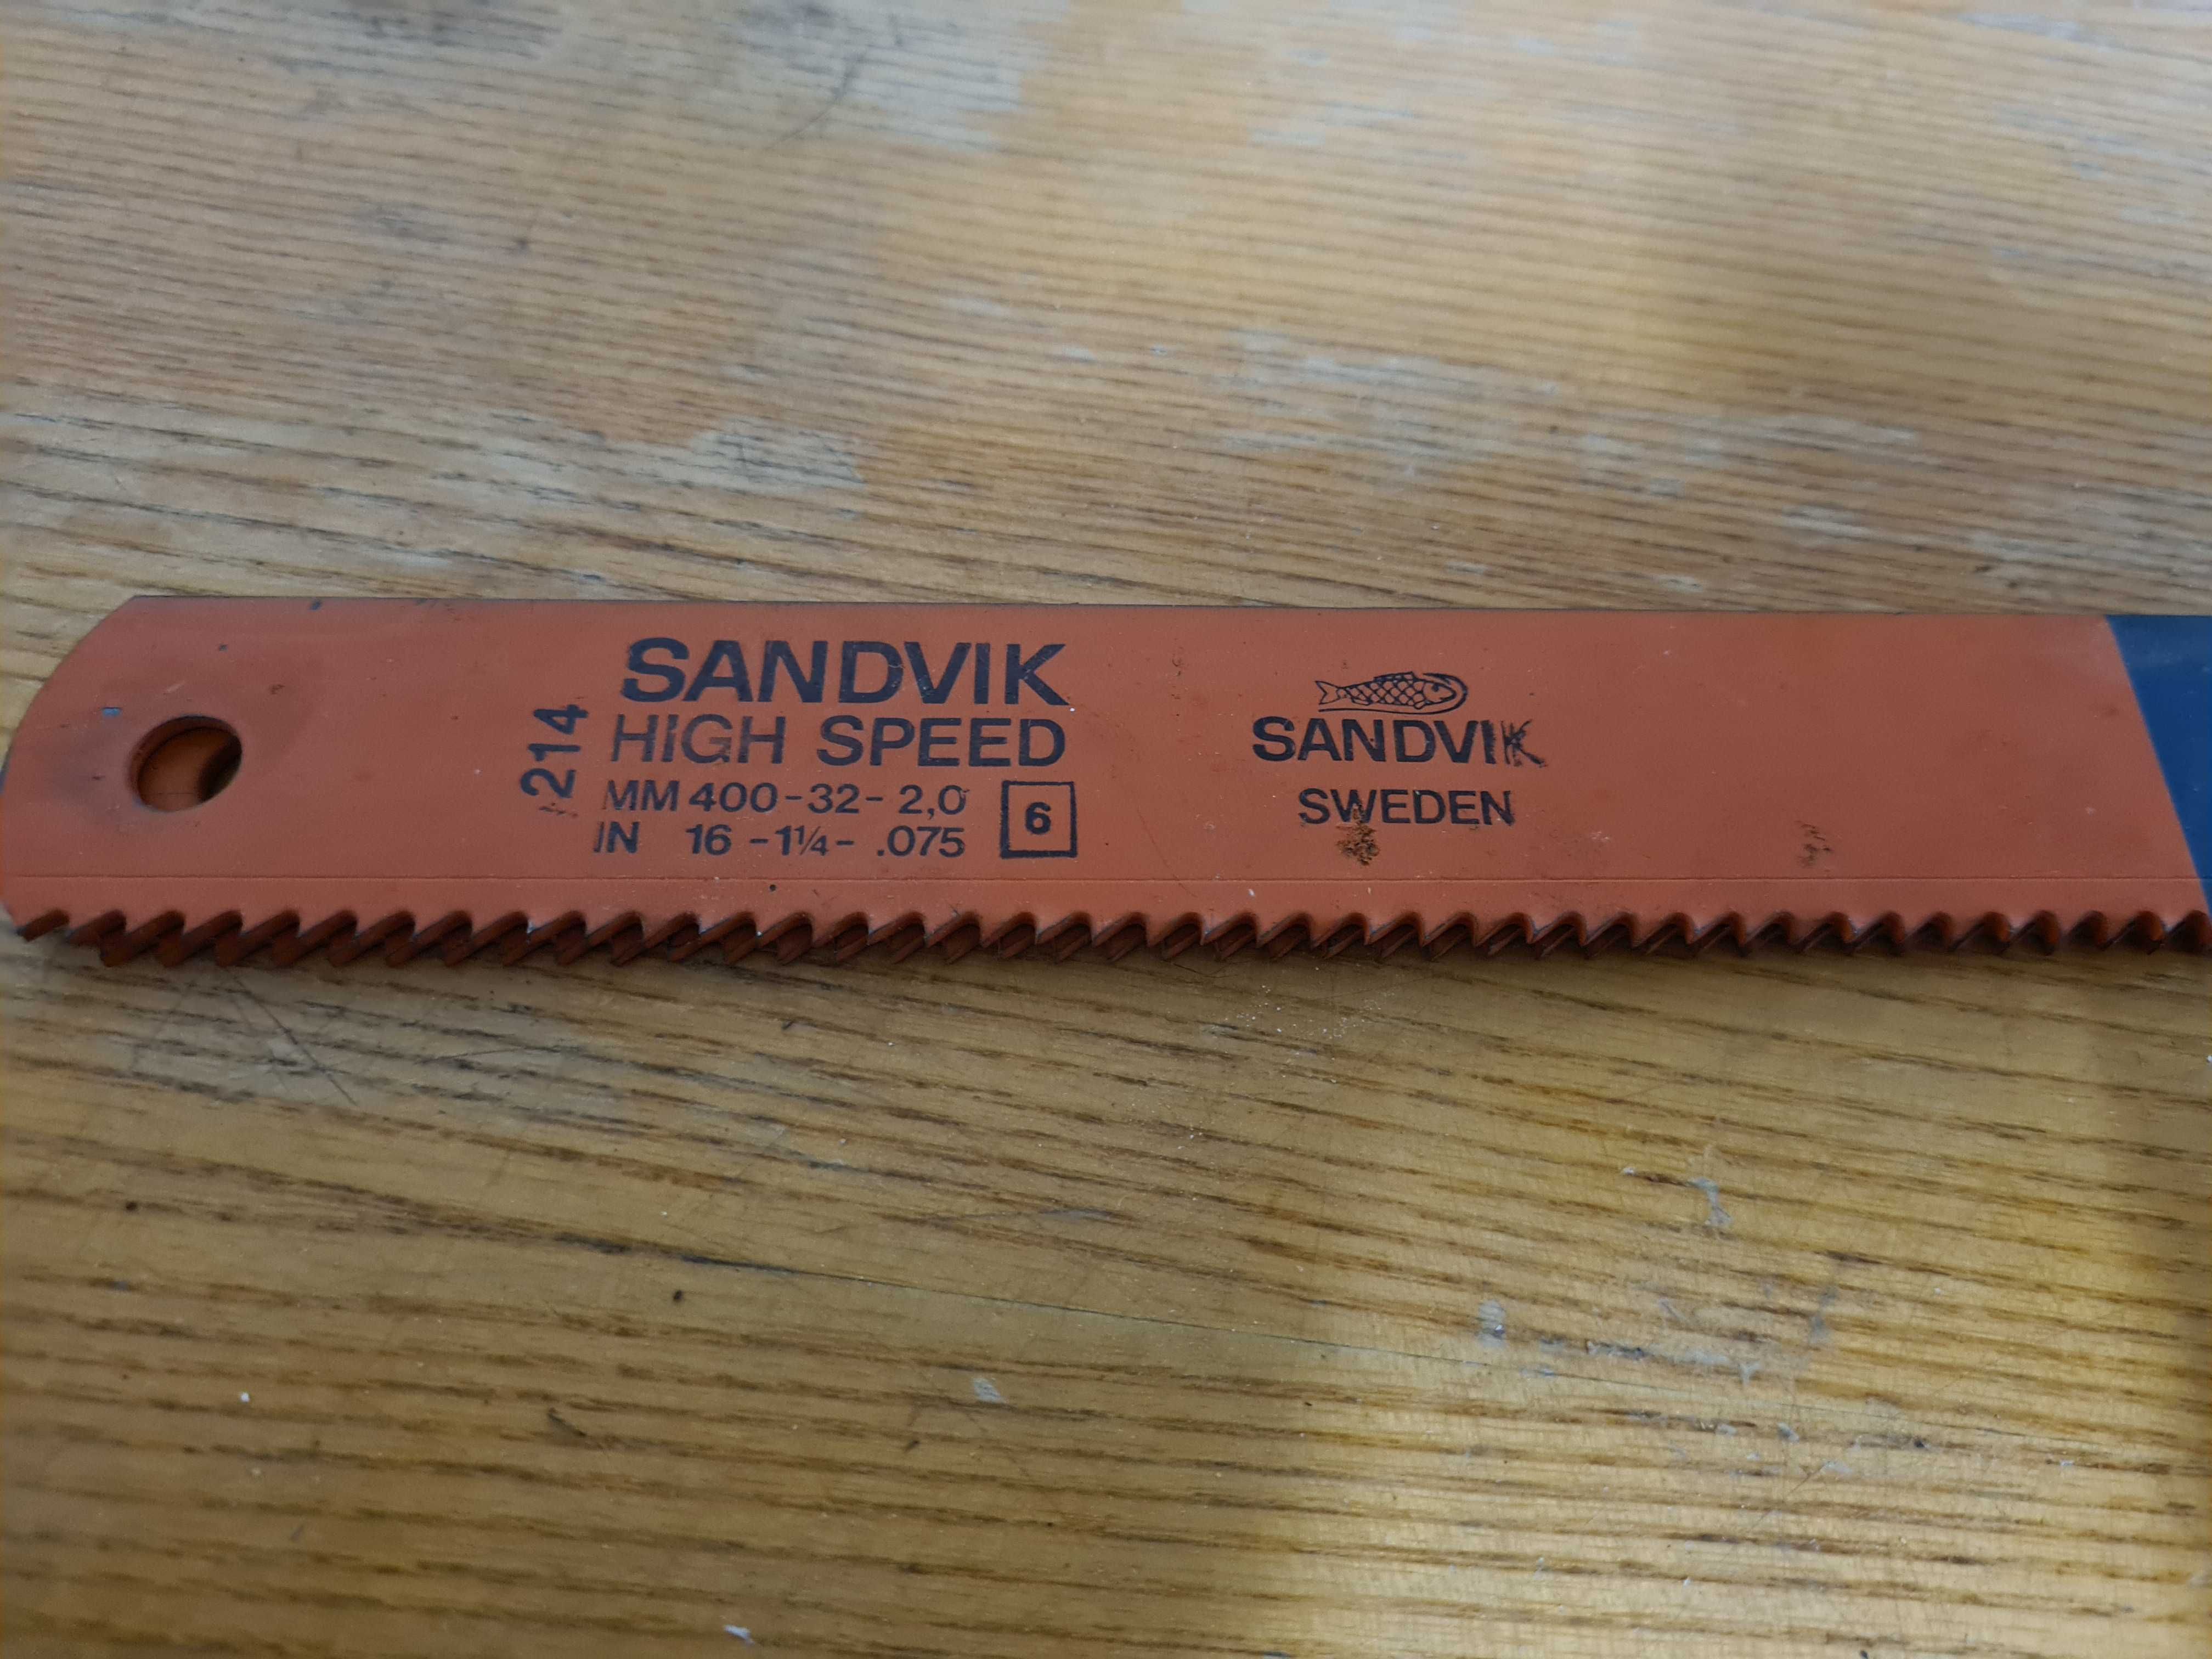 214
SANDVIK
HIGH SPEED
MM 400-32-2,0
IN 16 -1¼- .075
6
SANDVIK
SWEDEN